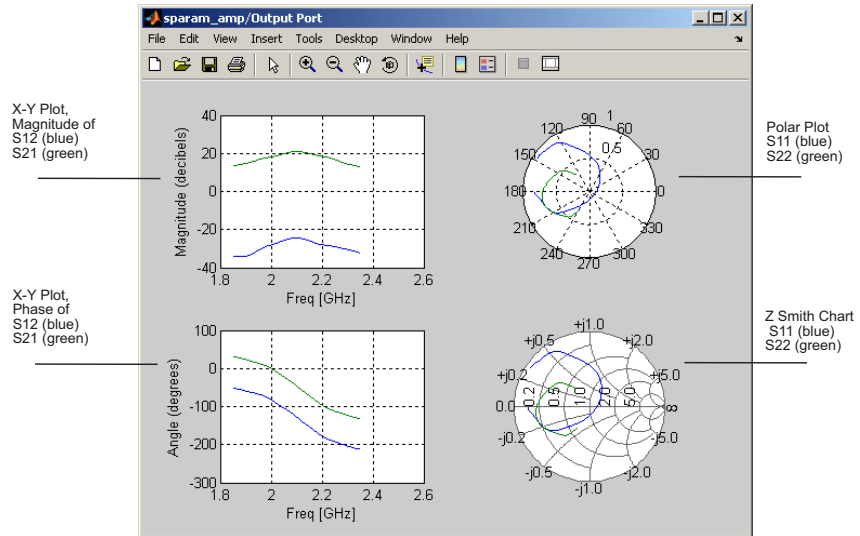 sparam_amp/Output Port
File Edit View Insert Tools Desktop Window Help
X-Y Plot,
Magnitude of
S12 (blue)
S21 (green)
40
20
0
-20
-40
Magnitude (decibels)
1.8 2 2.2 2.4 2.6
Freq [GHz]
90 1
120 60
0.5
150 30
180 0
210 330
240 300
270
Polar Plot
S11 (blue)
S22 (green)
X-Y Plot,
Phase of
S12 (blue)
S21 (green)
100
0
-100
-200
-300
Angle (degrees)
1.8 2 2.2 2.4 2.6
Freq [GHz]
+j1.0
+j0.5 +j2.0
+j0.2 +j5.0
0.0 0.2 0.5 1.0 2.0 5.0 ∞
-j0.2 -j5.0
-j0.5 -j2.0
-j1.0
Z Smith Chart
S11 (blue)
S22 (green)